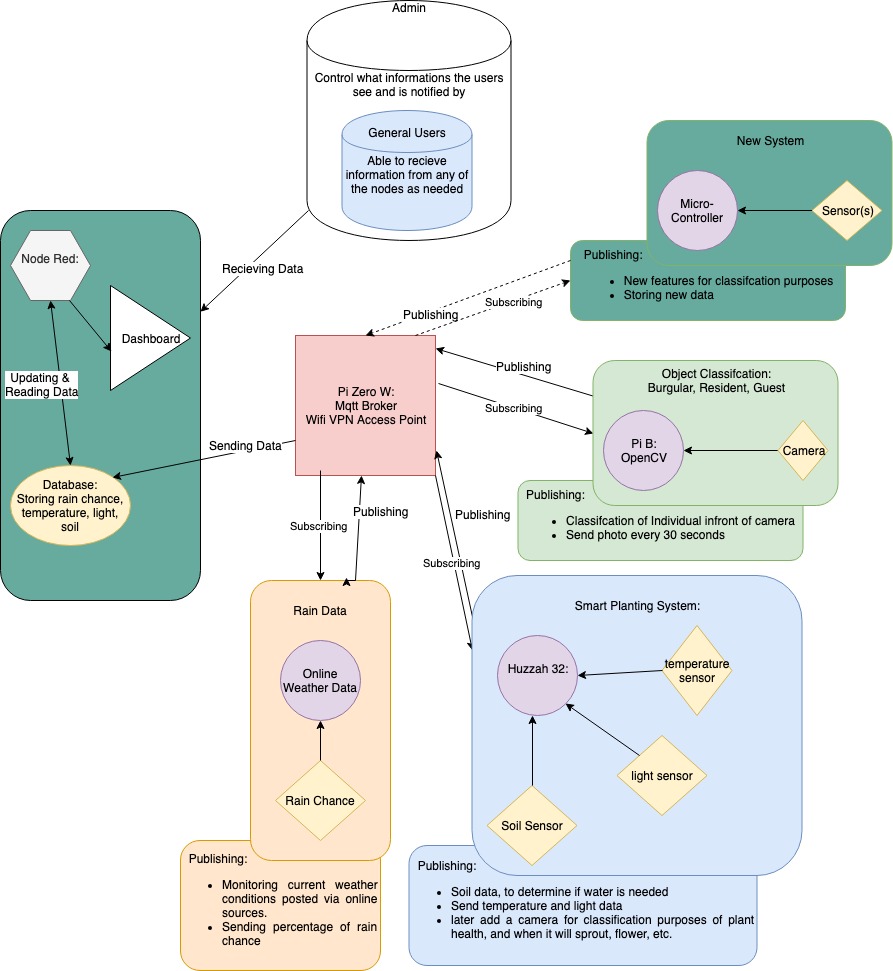 Admin
Control what informations the users
see and is notified by
General Users
Able to recieve
information from any of
the nodes as needed
New System
Micro-
Controller
Sensor(s)
Publishing:
• New features for classifcation purposes
• Storing new data
Node Red:
Dashboard
Updating &
Reading Data
Database:
Storing rain chance,
temperature, light,
soil
Recieving Data
Sending Data
Publishing
Subscribing
Pi Zero W:
Mqtt Broker
Wifi VPN Access Point
Publishing
Subscribing
Object Classifcation:
Burgular, Resident, Guest
Pi B:
OpenCV
Camera
Publishing:
• Classifcation of Individual infront of camera
• Send photo every 30 seconds
Subscribing
Publishing
Publishing
Subscribing
Rain Data
Online
Weather Data
Rain Chance
Publishing:
• Monitoring current weather
conditions posted via online
sources.
• Sending percentage of rain
chance
Smart Planting System:
Huzzah 32:
temperature
sensor
light sensor
Soil Sensor
Publishing:
• Soil data, to determine if water is needed
• Send temperature and light data
• later add a camera for classification purposes of plant
health, and when it will sprout, flower, etc.